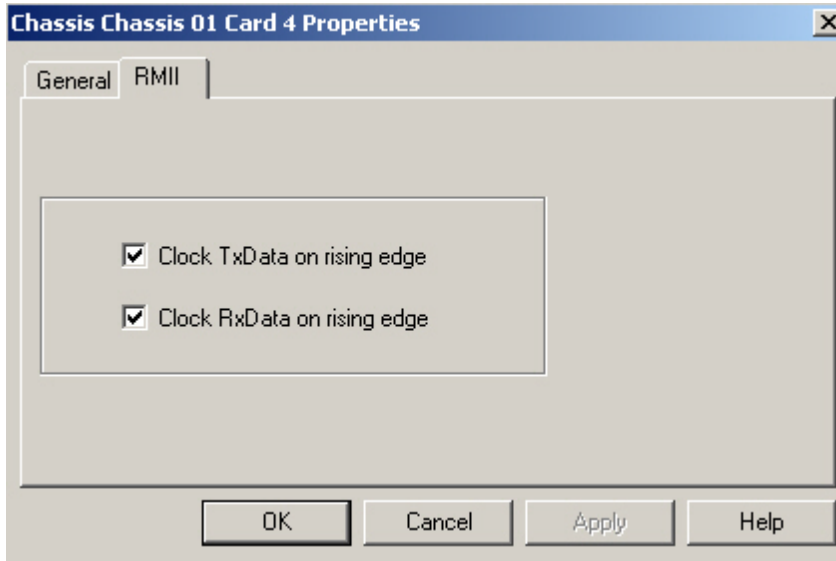 Chassis Chassis 01 Card 4 Properties
General RMII
Clock TxData on rising edge
Clock RxData on rising edge
OK Cancel Apply Help